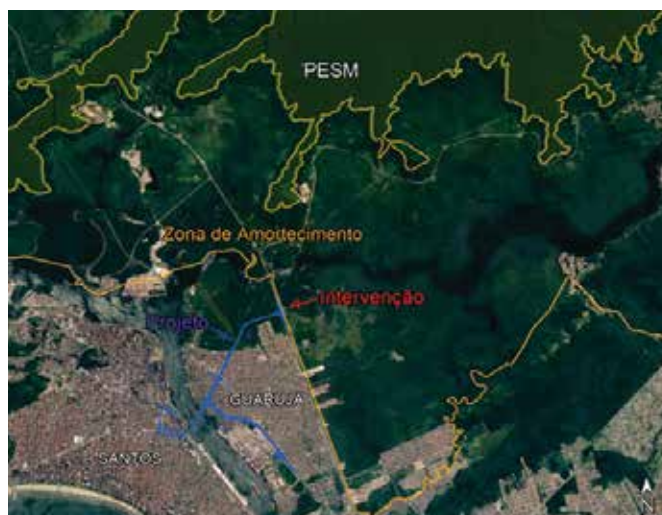 PESM
Zona de Amortecimento
Intervenção
Projeto
GUARUJÁ
SANTOS
N